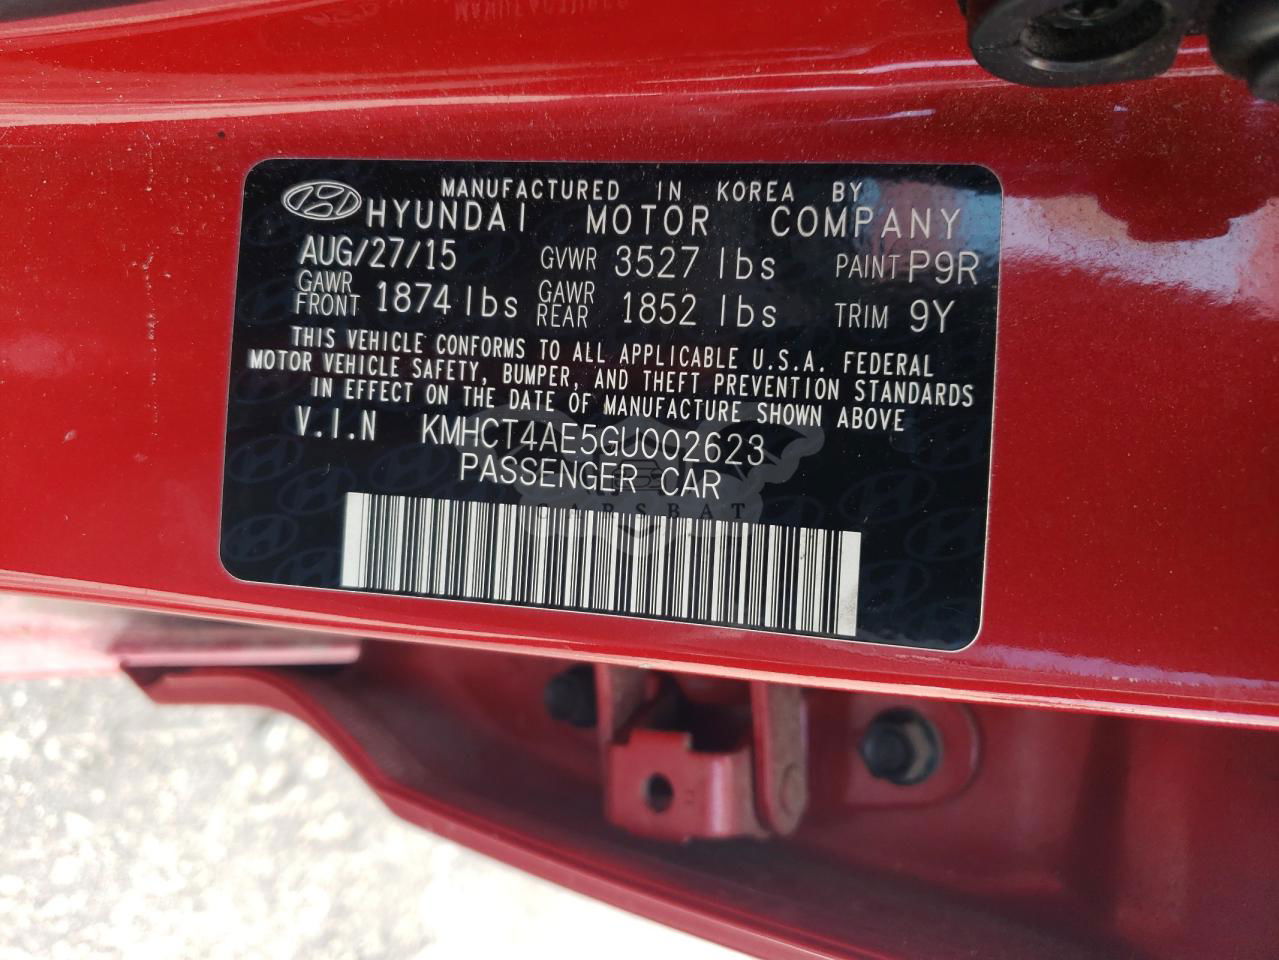 MANUFACTURED IN KOREA BY
HYUNDAI MOTOR COMPANY
AUG/27/15 GVWR 3527 lbs PAINT P9R
GAWR FRONT 1874 lbs GAWR REAR 1852 lbs TRIM 9Y
THIS VEHICLE CONFORMS TO ALL APPLICABLE U.S.A. FEDERAL
MOTOR VEHICLE SAFETY, BUMPER, AND THEFT PREVENTION STANDARDS
IN EFFECT ON THE DATE OF MANUFACTURE SHOWN ABOVE
V.I.N KMHCT4AE5GU002623
PASSENGER CAR
CARSBAT